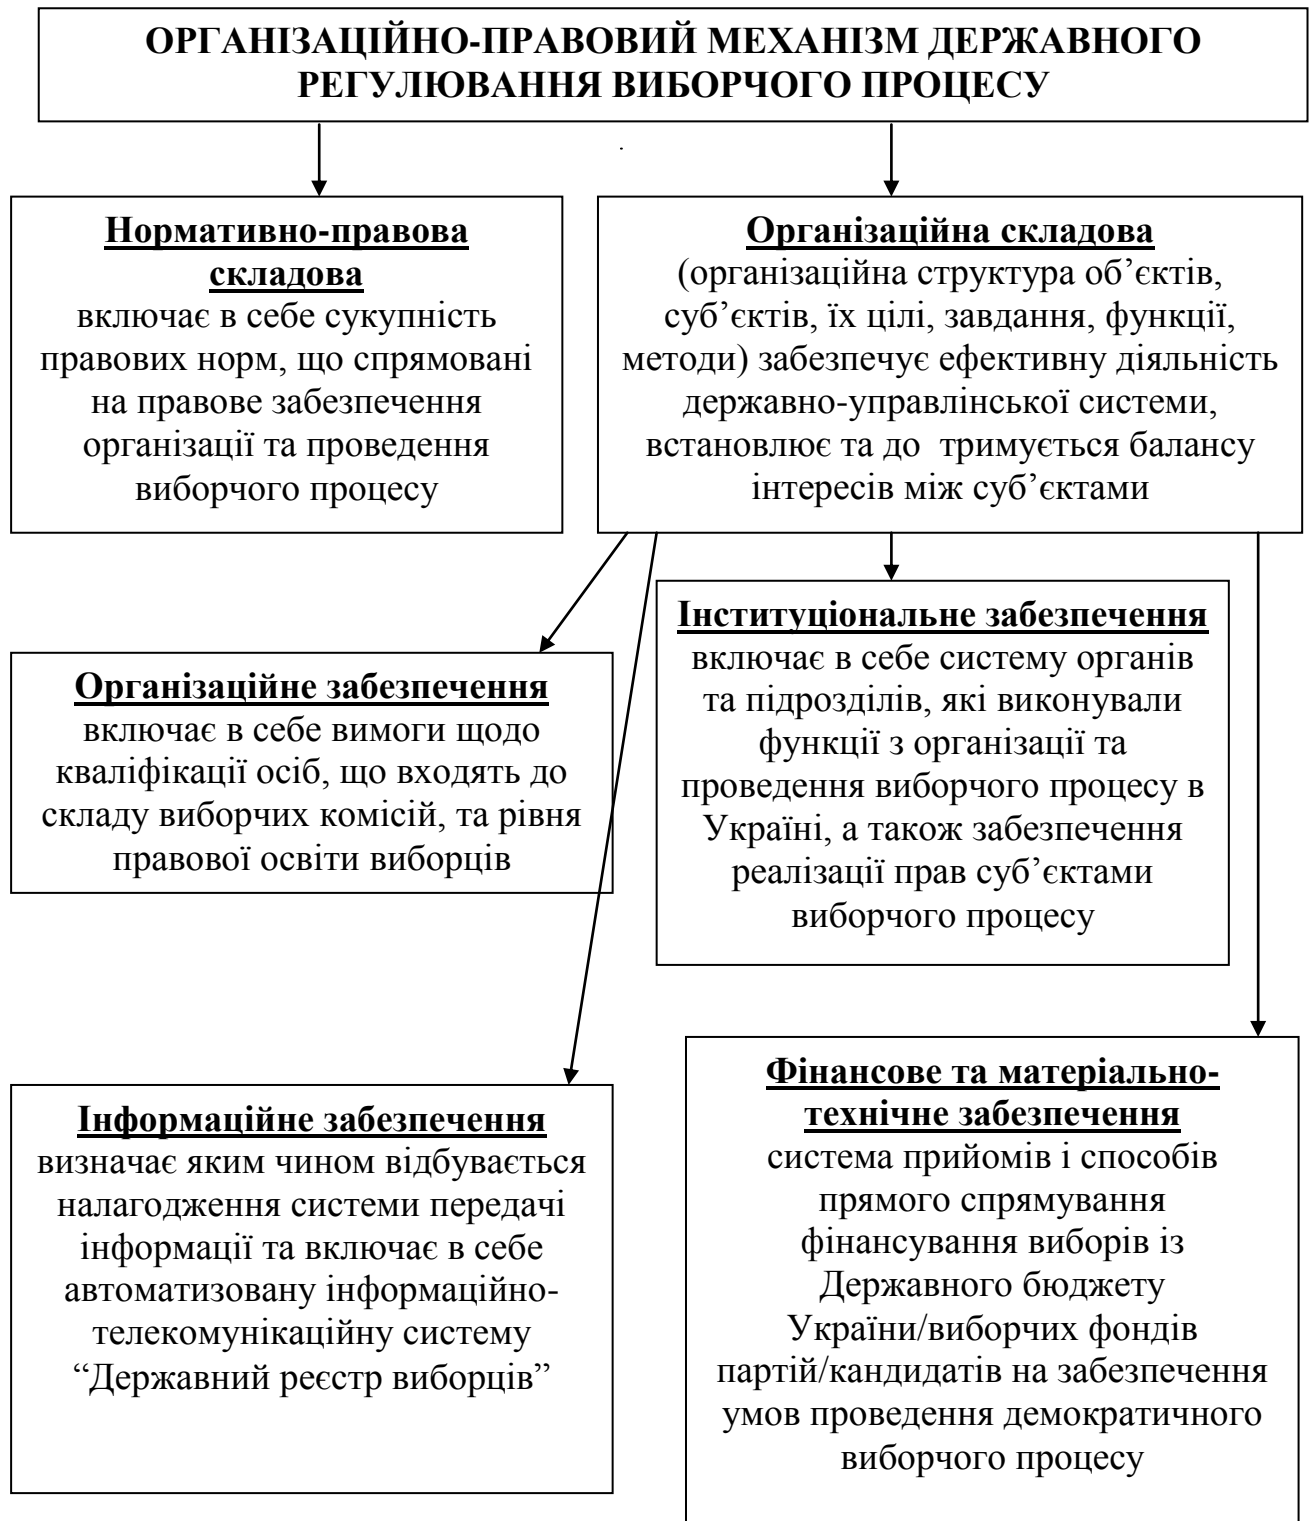 ОРГАНІЗАЦІЙНО-ПРАВОВИЙ МЕХАНІЗМ ДЕРЖАВНОГО
РЕГУЛЮВАННЯ ВИБОРЧОГО ПРОЦЕСУ
Нормативно-правова
складова
включає в себе сукупність
правових норм, що спрямовані
на правове забезпечення
організації та проведення
виборчого процесу
Організаційна складова
(організаційна структура об’єктів,
суб’єктів, їх цілі, завдання, функції,
методи) забезпечує ефективну діяльність
державно-управлінської системи,
встановлює та до  тримується балансу
інтересів між суб’єктами
Інституціональне забезпечення
включає в себе систему органів
та підрозділів, які виконували
функції з організації та
проведення виборчого процесу в
Україні, а також забезпечення
реалізації прав суб’єктами
виборчого процесу
Організаційне забезпечення
включає в себе вимоги щодо
кваліфікації осіб, що входять до
складу виборчих комісій, та рівня
правової освіти виборців
Інформаційне забезпечення
визначає яким чином відбувається
налагодження системи передачі
інформації та включає в себе
автоматизовану інформаційно-
телекомунікаційну систему
“Державний реєстр виборців”
Фінансове та матеріально-
технічне забезпечення
система прийомів і способів
прямого спрямування
фінансування виборів із
Державного бюджету
України/виборчих фондів
партій/кандидатів на забезпечення
умов проведення демократичного
виборчого процесу